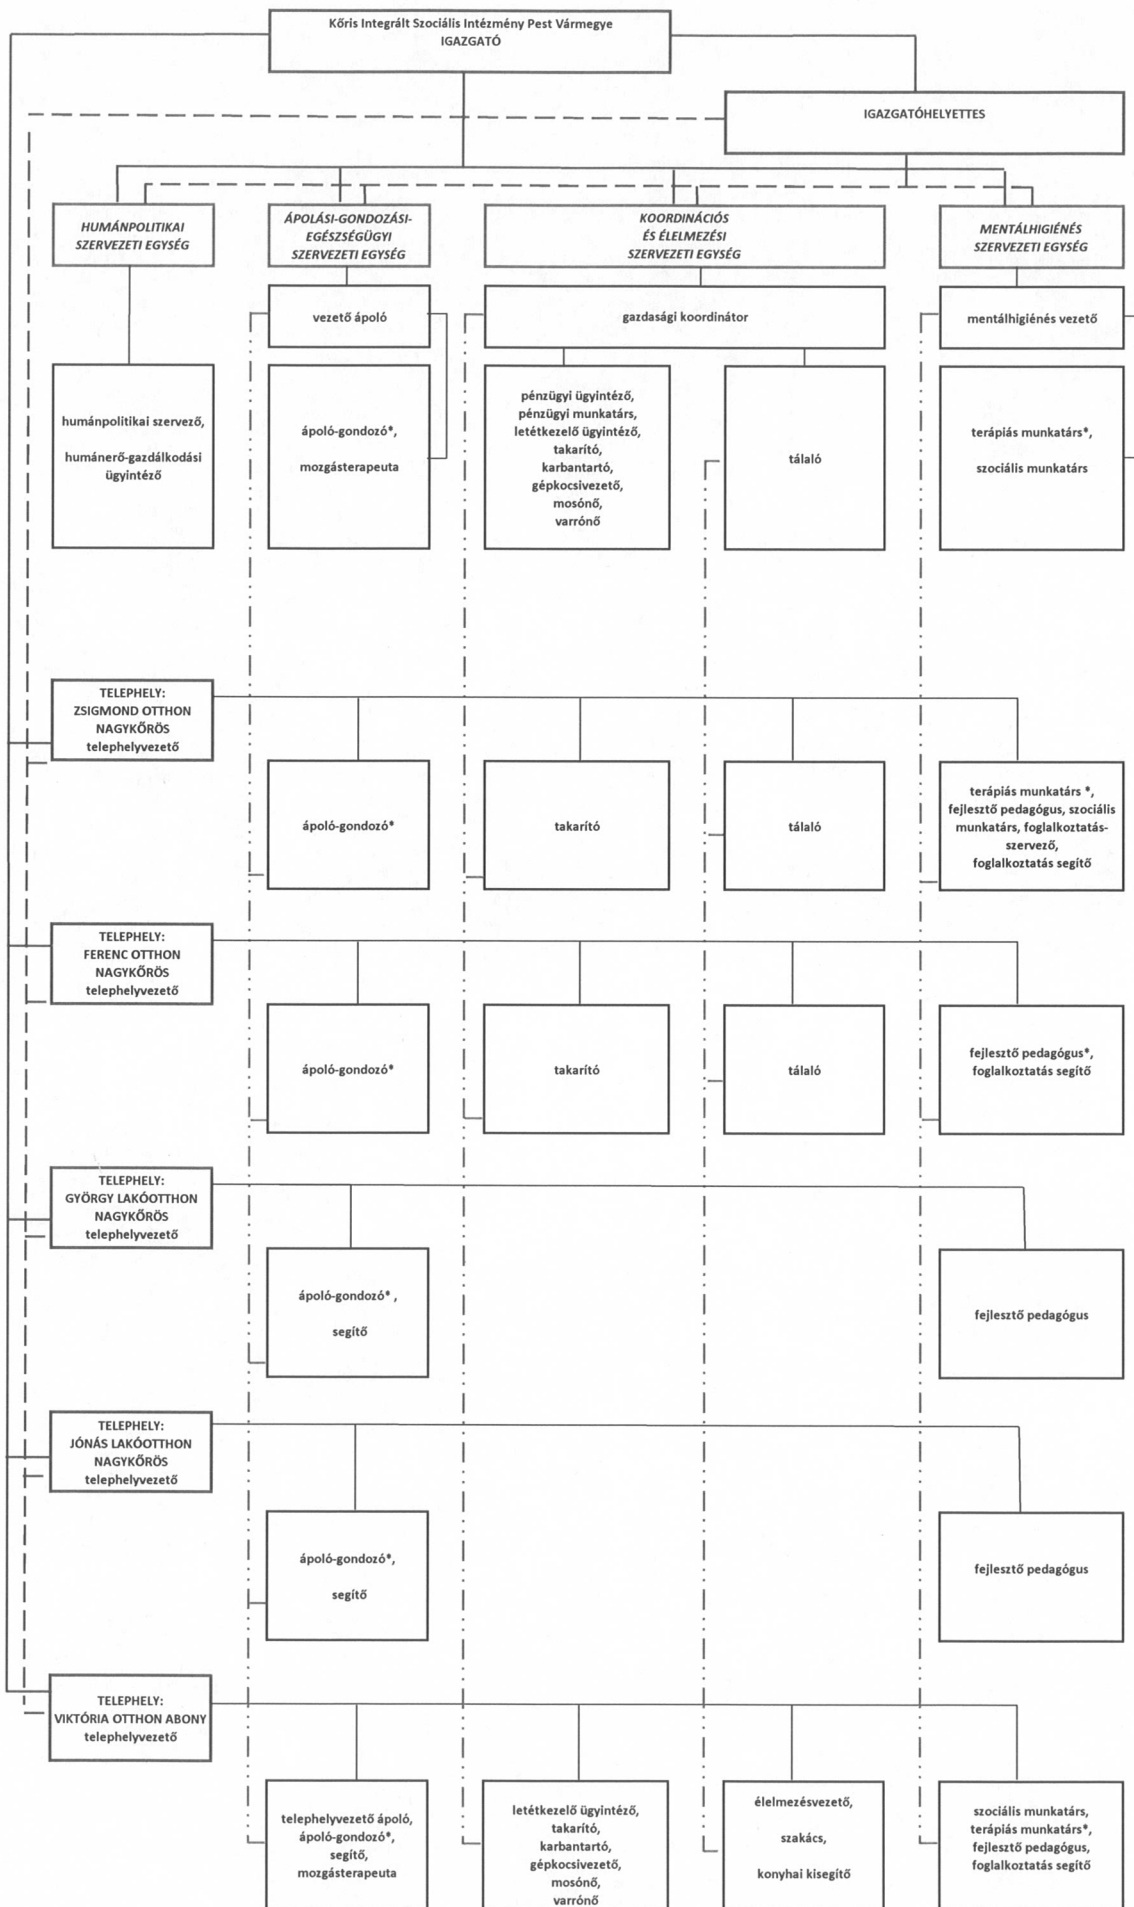 Kőris Integrált Szociális Intézmény Pest Vármegye
IGAZGATÓ
IGAZGATÓHELYETTES
HUMÁNPOLITIKAI
SZERVEZETI EGYSÉG
ÁPOLÁSI-GONDOZÁSI-
EGÉSZSÉGÜGYI
SZERVEZETI EGYSÉG
KOORDINÁCIÓS
ÉS ÉLELMEZÉSI
SZERVEZETI EGYSÉG
MENTÁLHIGIÉNÉS
SZERVEZETI EGYSÉG
vezető ápoló
gazdasági koordinátor
mentálhigiénés vezető
humánpolitikai szervező,
humánerő-gazdálkodási
ügyintéző
ápoló-gondozó*,
mozgásterapeuta
pénzügyi ügyintéző,
pénzügyi munkatárs,
letétkezelő ügyintéző,
takarító,
karbantartó,
gépkocsivezető,
mosónő,
varrónő
tálaló
terápiás munkatárs*,
szociális munkatárs
TELEPHELY:
ZSIGMOND OTTHON
NAGYKŐRÖS
telephelyvezető
ápoló-gondozó*
takarító
tálaló
terápiás munkatárs *,
fejlesztő pedagógus, szociális
munkatárs, foglalkoztatás-
szervező,
foglalkoztatás segítő
TELEPHELY:
FERENC OTTHON
NAGYKŐRÖS
telephelyvezető
ápoló-gondozó*
takarító
tálaló
fejlesztő pedagógus*,
foglalkoztatás segítő
TELEPHELY:
GYÖRGY LAKÓOTTHON
NAGYKŐRÖS
telephelyvezető
ápoló-gondozó* ,
segítő
fejlesztő pedagógus
TELEPHELY:
JÓNÁS LAKÓOTTHON
NAGYKŐRÖS
telephelyvezető
ápoló-gondozó*,
segítő
fejlesztő pedagógus
TELEPHELY:
VIKTÓRIA OTTHON ABONY
telephelyvezető
telephelyvezető ápoló,
ápoló-gondozó*,
segítő,
mozgásterapeuta
letétkezelő ügyintéző,
takarító,
karbantartó,
gépkocsivezető,
mosónő,
varrónő
élelmezésvezető,
szakács,
konyhai kisegítő
szociális munkatárs,
terápiás munkatárs*,
fejlesztő pedagógus,
foglalkoztatás segítő